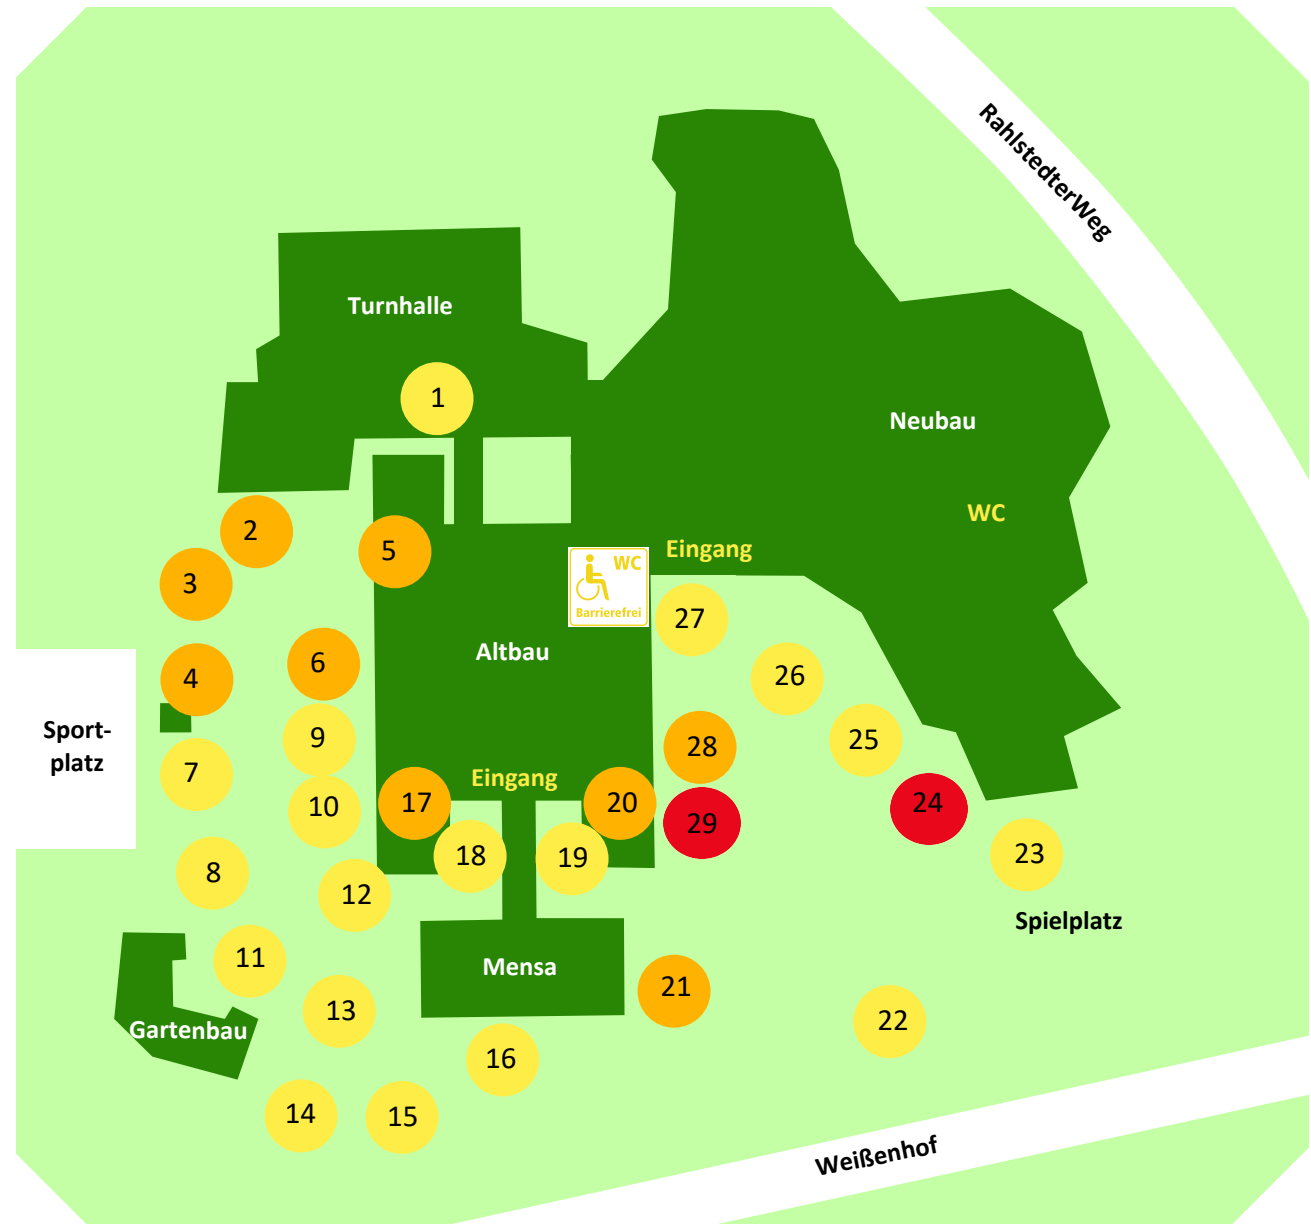 RahlstedterWeg
Turnhalle
1
Neubau
WC
2
5
Eingang
WC
Barrierefrei
3
27
Altbau
6
4
26
Sport-
platz
9
28
25
7
Eingang
10
17
20
29
24
18
19
23
8
12
Spielplatz
11
Mensa
21
13
22
Gartenbau
16
14
15
Weißenhof